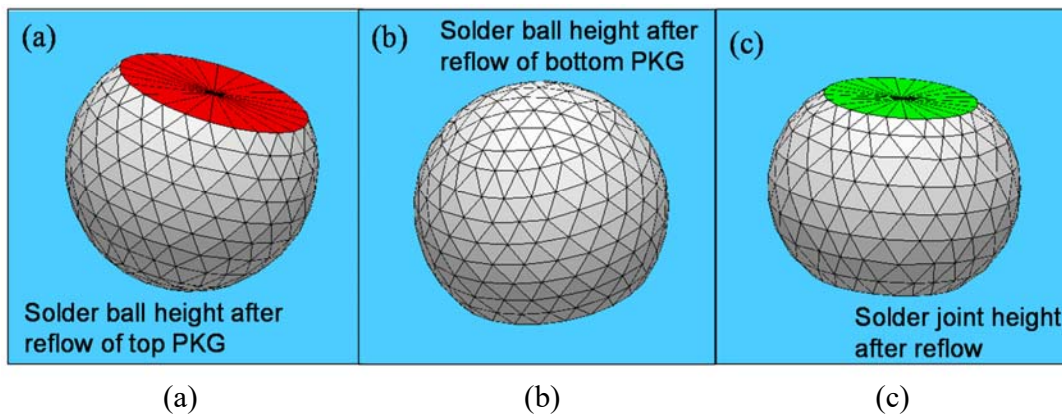 (a)
Solder ball height after
reflow of top PKG
(b)
Solder ball height after
reflow of bottom PKG
(c)
Solder joint height
after reflow
(a)
(b)
(c)